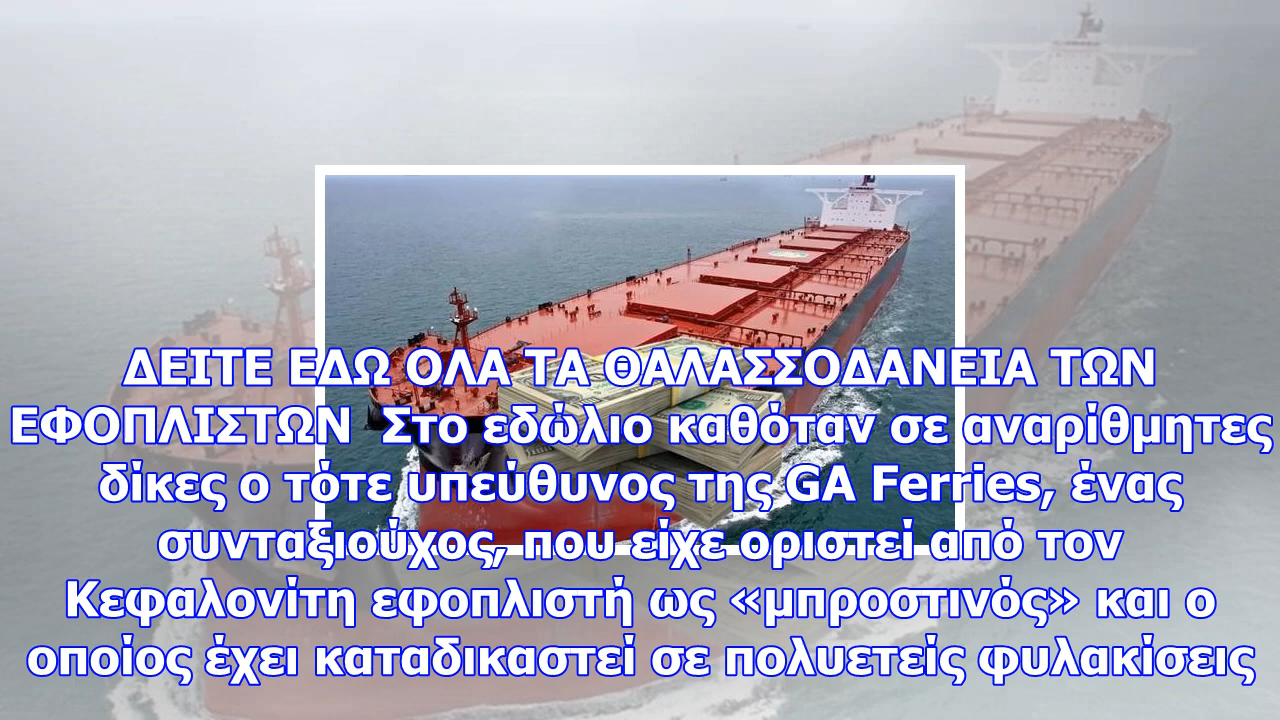 ΔΕΙΤΕ ΕΔΩ ΟΛΑ ΤΑ ΘΑΛΑΣΣΟΔΑΝΕΙΑ ΤΩΝ
ΕΦΟΠΛΙΣΤΩΝ Στο εδώλιο καθόταν σε αναρίθμητες
δίκες ο τότε υπεύθυνος της GA Ferries, ένας
συνταξιούχος, που είχε οριστεί από τον
Κεφαλονίτη εφοπλιστή ως «μπροστινός» και ο
οποίος έχει καταδικαστεί σε πολυετείς φυλακίσεις